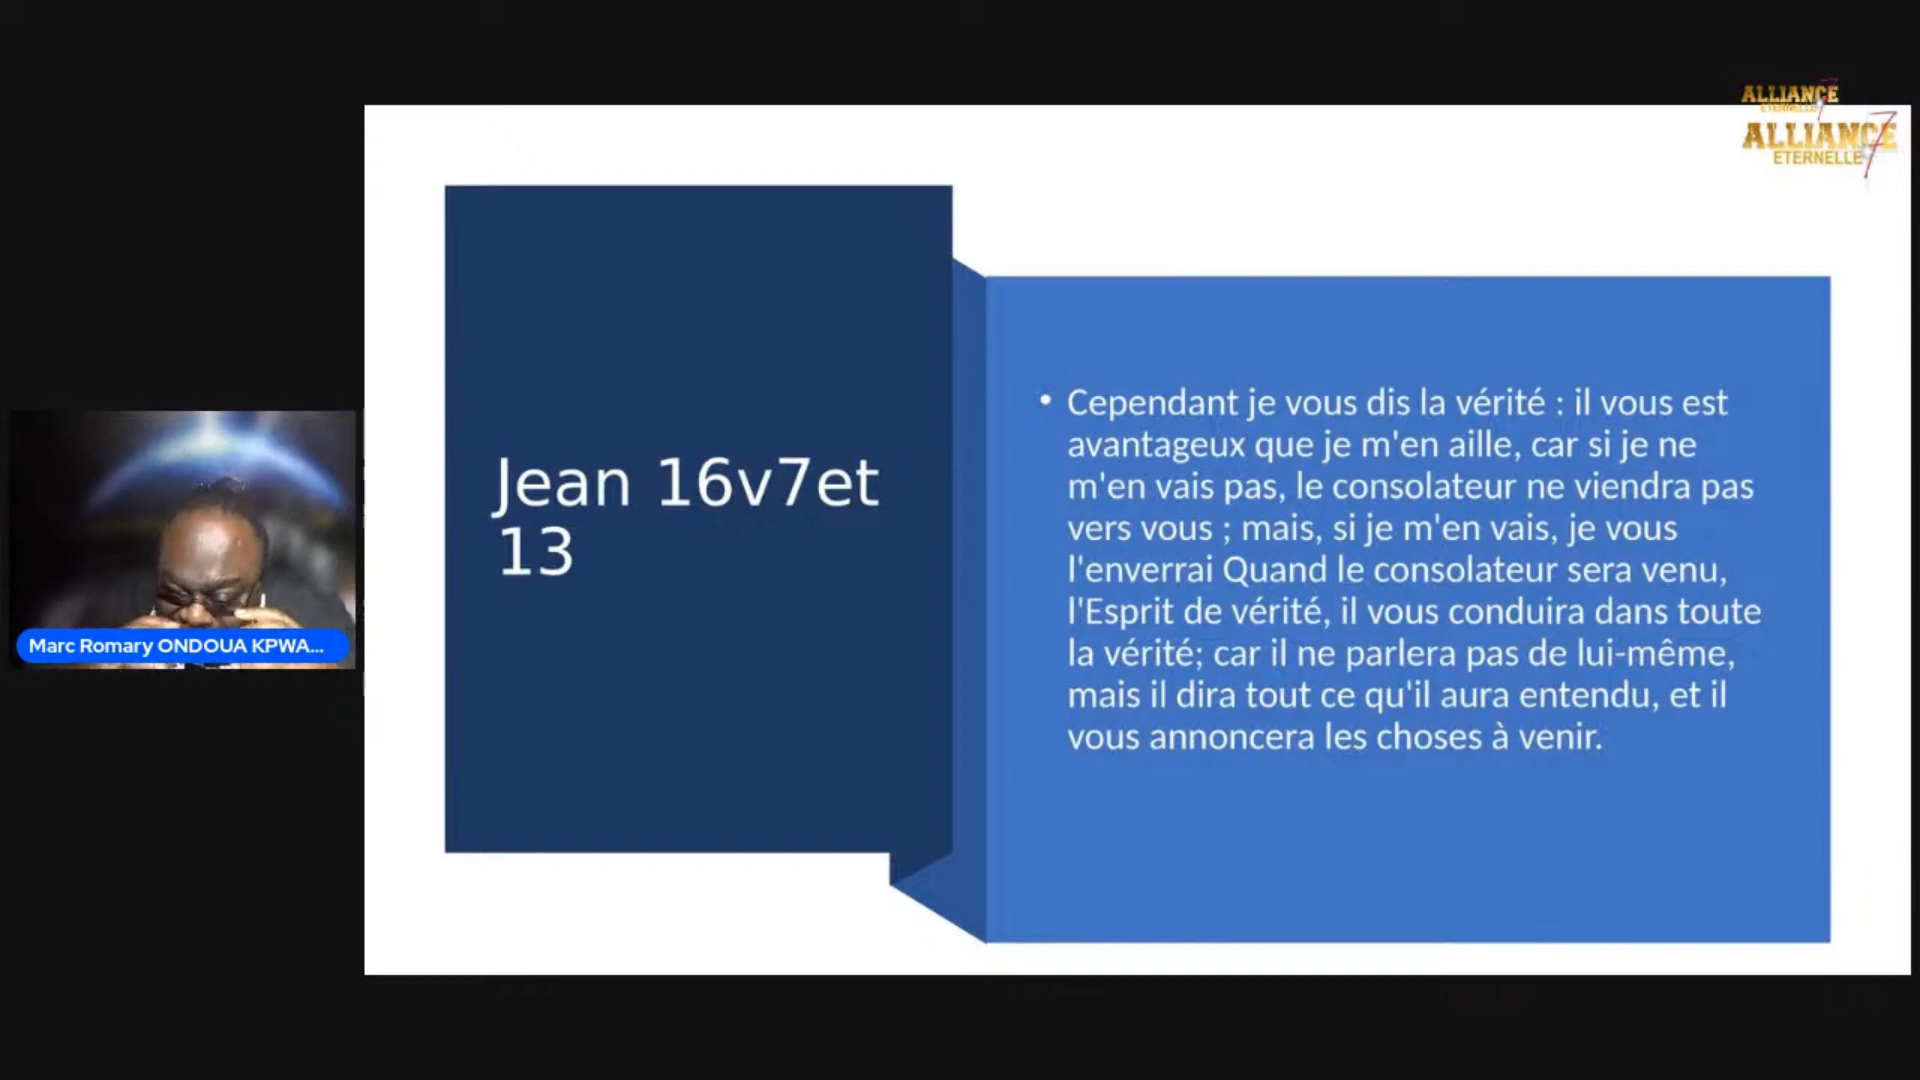 ALLIANCE
ETERNELLE
ALLIANCE 7
ETERNELLE
Jean 16v7et
13
• Cependant je vous dis la vérité : il vous est
avantageux que je m'en aille, car si je ne
m'en vais pas, le consolateur ne viendra pas
vers vous ; mais, si je m'en vais, je vous
l'enverrai Quand le consolateur sera venu,
l'Esprit de vérité, il vous conduira dans toute
la vérité; car il ne parlera pas de lui-même,
mais il dira tout ce qu'il aura entendu, et il
vous annoncera les choses à venir.
Marc Romary ONDOUA KPWA...